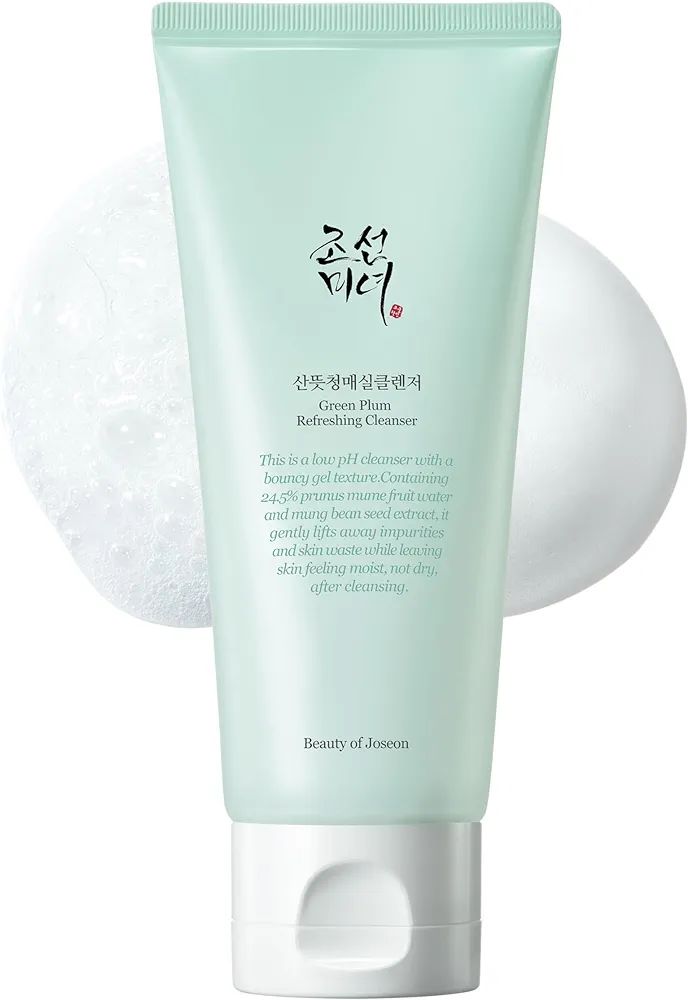 조선
미녀
산뜻청매실클렌저
Green Plum
Refreshing Cleanser
This is a low pH cleanser with a
bouncy gel texture.Containing
24.5% prunus mume fruit water
and mung bean seed extract, it
gently lifts away impurities
and skin waste while leaving
skin feeling moist, not dry,
after cleansing.
Beauty of Joseon